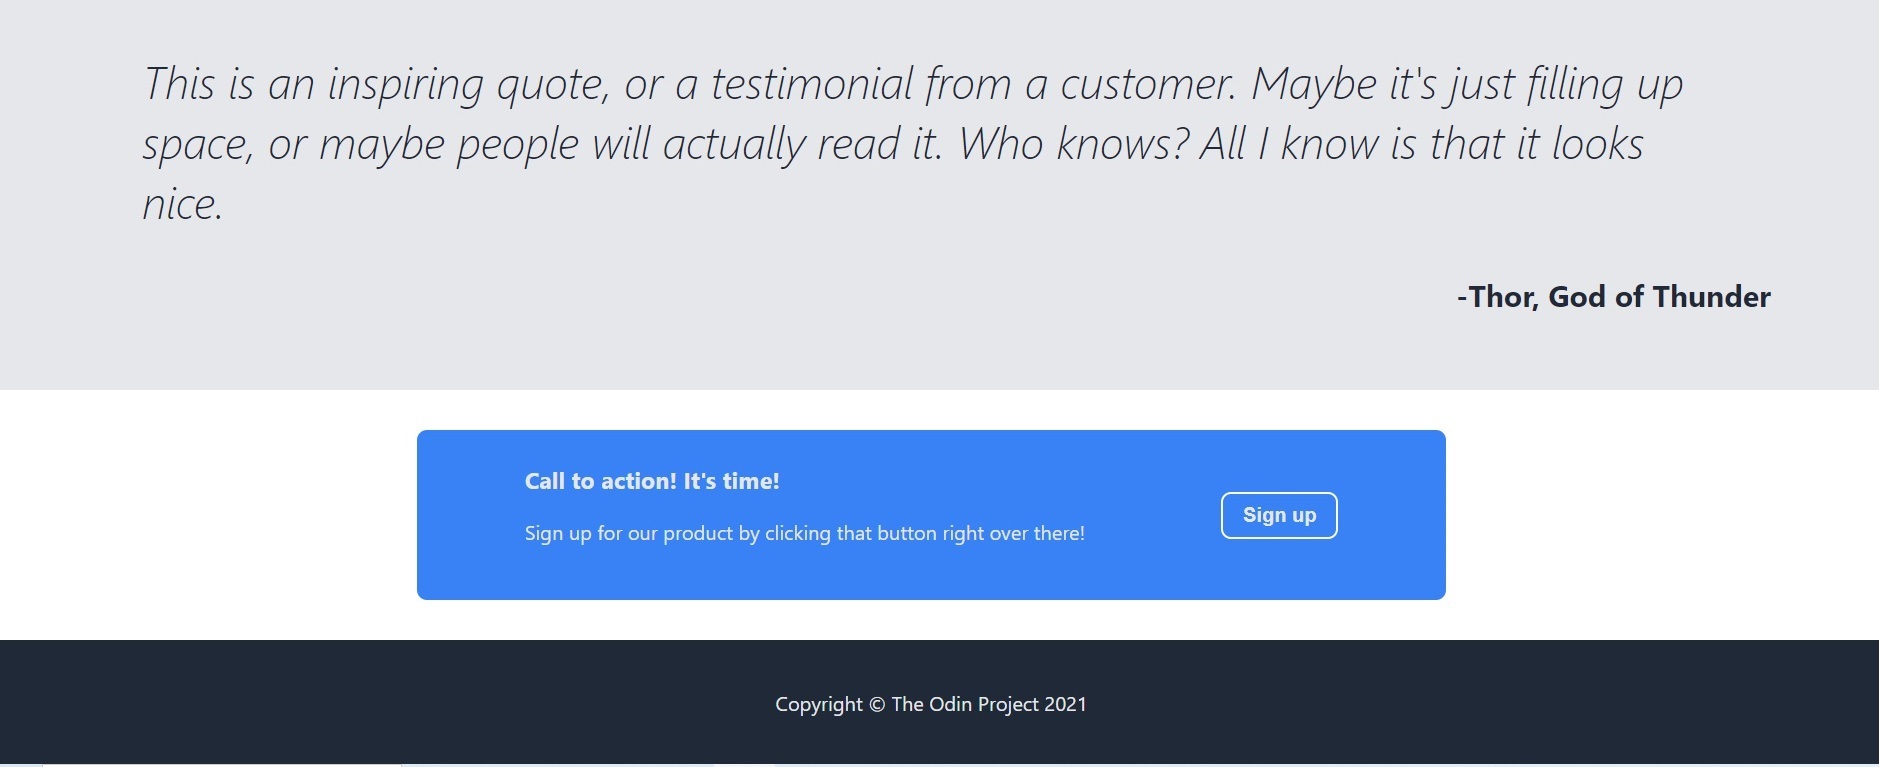 This is an inspiring quote, or a testimonial from a customer. Maybe it's just filling up
space, or maybe people will actually read it. Who knows? All I know is that it looks
nice.
-Thor, God of Thunder
Call to action! It's time!
Sign up for our product by clicking that button right over there!
Sign up
Copyright © The Odin Project 2021